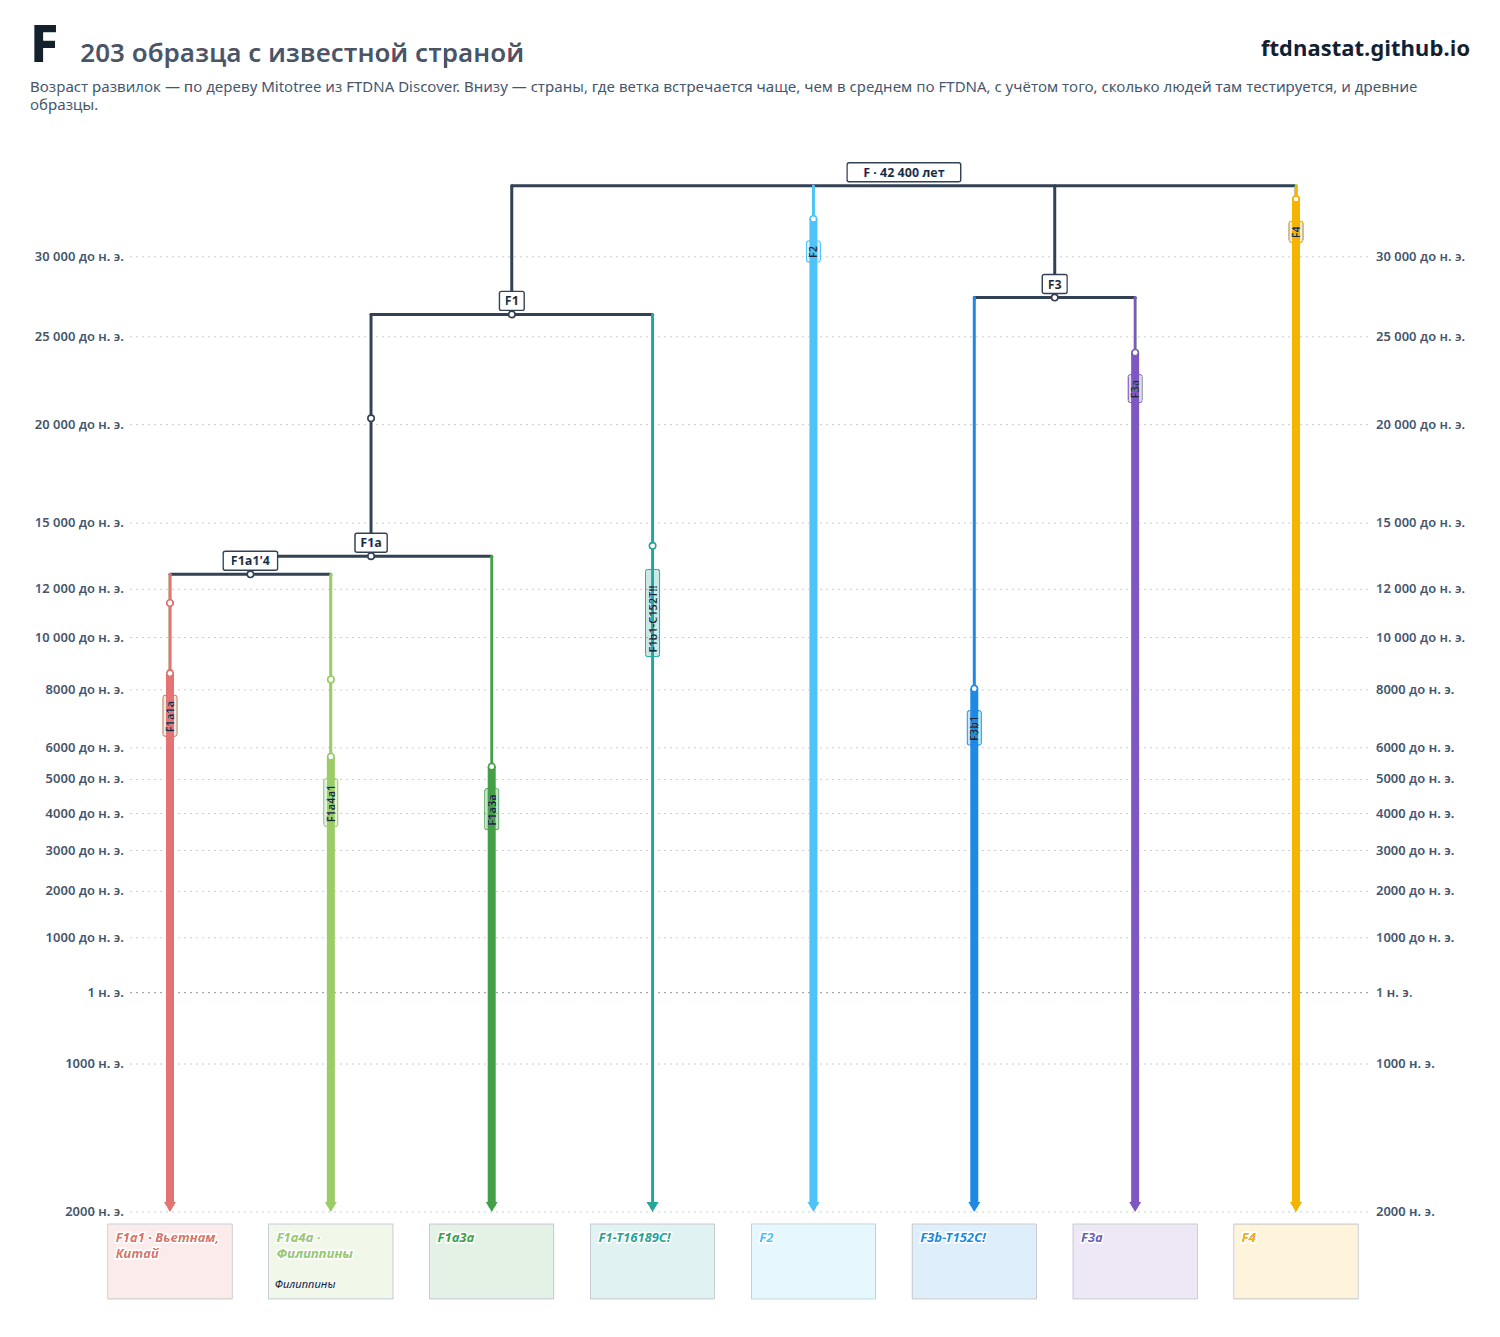 F 203 образца с известной страной
ftdnastat.github.io
Возраст развилок — по дереву Mitotree из FTDNA Discover. Внизу — страны, где ветка встречается чаще, чем в среднем по FTDNA, с учётом того, сколько людей там тестируется, и древние
образцы.
F · 42 400 лет
F2
F4
30 000 до н. э. 30 000 до н. э.
F3
F1
25 000 до н. э. 25 000 до н. э.
F3a
20 000 до н. э. 20 000 до н. э.
15 000 до н. э. 15 000 до н. э.
F1a
F1a1'4
12 000 до н. э. 12 000 до н. э.
F1b1-C152T!!
10 000 до н. э. 10 000 до н. э.
8000 до н. э. 8000 до н. э.
F1a1a
F3b1
6000 до н. э. 6000 до н. э.
5000 до н. э. 5000 до н. э.
F1a4a1
F1a3a
4000 до н. э. 4000 до н. э.
3000 до н. э. 3000 до н. э.
2000 до н. э. 2000 до н. э.
1000 до н. э. 1000 до н. э.
1 н. э. 1 н. э.
1000 н. э. 1000 н. э.
2000 н. э. 2000 н. э.
F1a1 · Вьетнам,
Китай
F1a4a ·
Филиппины
Филиппины
F1a3a
F1-T16189C!
F2
F3b-T152C!
F3a
F4